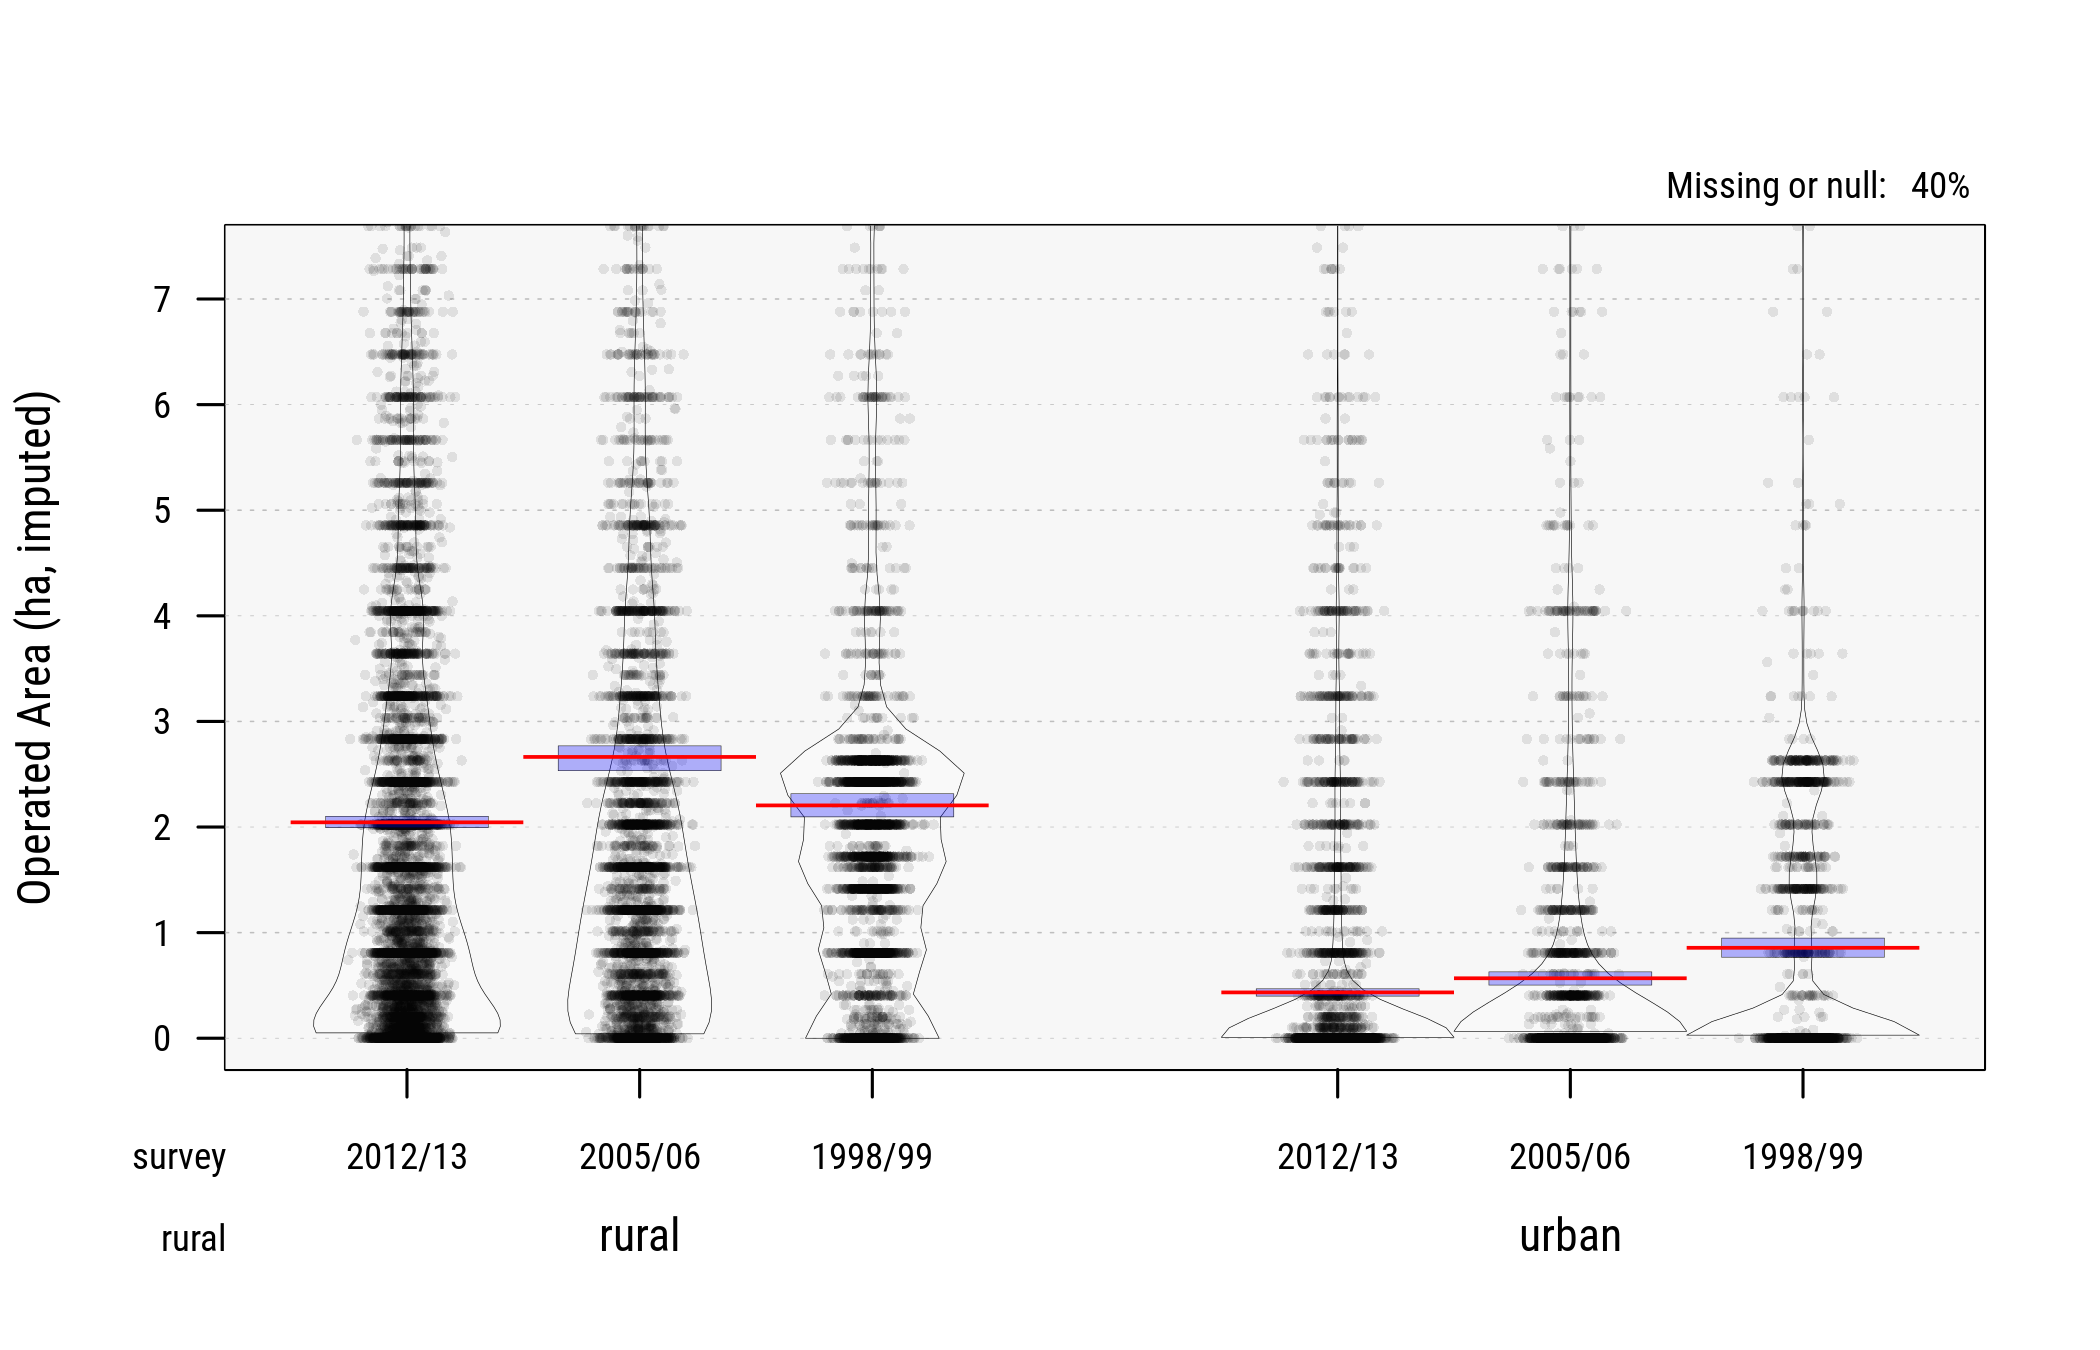 Missing or null: 40%
Operated Area (ha, imputed)
7
6
5
4
3
2
1
0
survey 2012/13 2005/06 1998/99 2012/13 2005/06 1998/99
rural rural urban